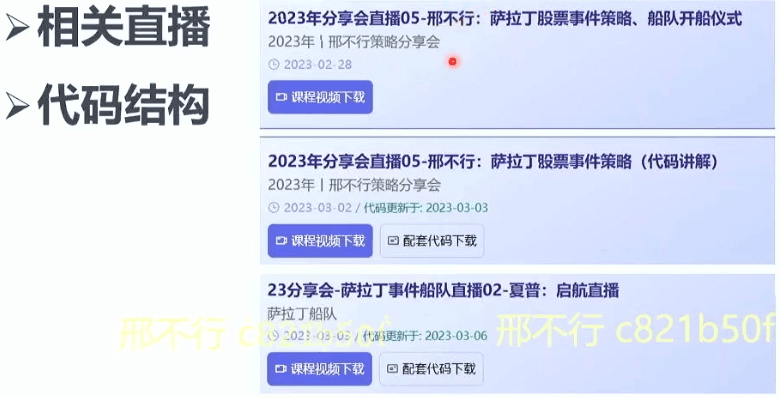 ➢相关直播
➢代码结构
2023年分享会直播05-邢不行：萨拉丁股票事件策略、船队开船仪式
2023年 | 邢不行策略分享会
2023-02-28
课程视频下载
2023年分享会直播05-邢不行：萨拉丁股票事件策略（代码讲解）
2023年 | 邢不行策略分享会
2023-03-02 / 代码更新于: 2023-03-03
课程视频下载 配套代码下载
23分享会-萨拉丁事件船队直播02-夏普：启航直播
萨拉丁船队
邢不行 c821b50f 邢不行 c821b50f
代码更新于: 2023-03-06
课程视频下载 配套代码下载